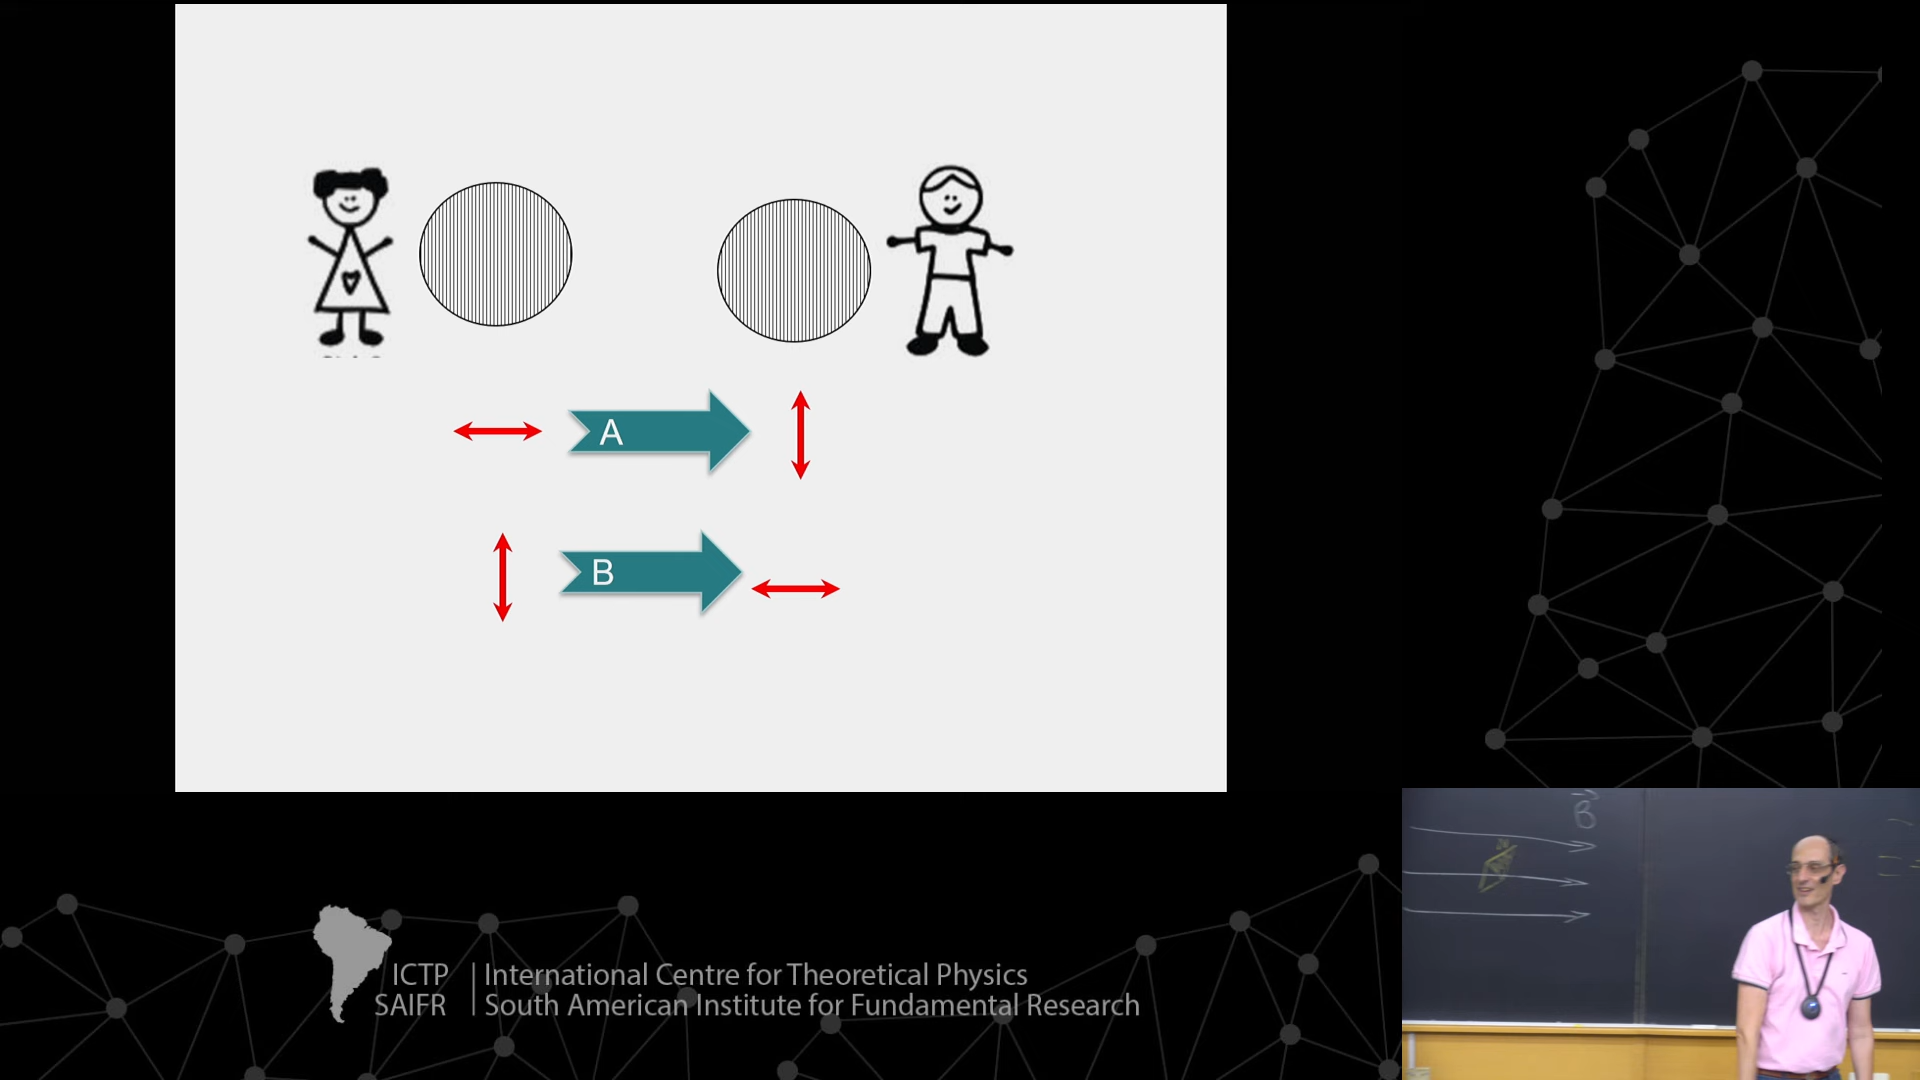 A
B
B
ICTP
SAIFR
International Centre for Theoretical Physics
South American Institute for Fundamental Research